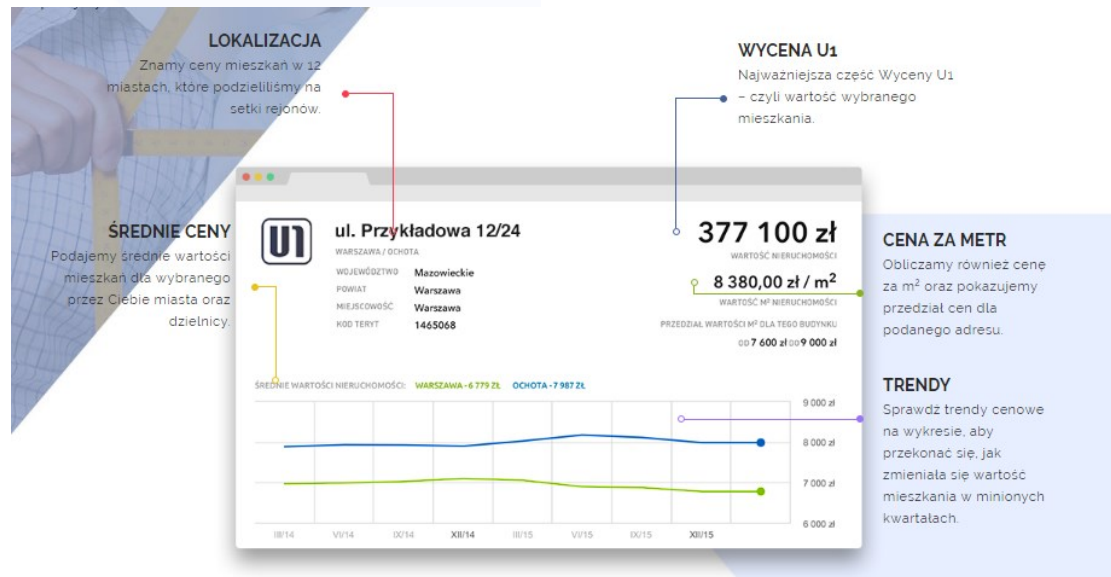 LOKALIZACJA
Znamy ceny mieszkań w 12
miastach, które podzieliliśmy na
setki rejonów.
WYCENA U1
Najważniejsza część Wyceny U1
– czyli wartość wybranego
mieszkania.
ŚREDNIE CENY
Podajemy średnie wartości
mieszkań dla wybranego
przez Ciebie miasta oraz
dzielnicy.
U1
ul. Przykładowa 12/24
WARSZAWA / OCHOTA
WOJEWÓDZTWO Mazowieckie
POWIAT Warszawa
MIEJSCOWOŚĆ Warszawa
KOD TERYT 1465068
377 100 zł
WARTOŚĆ NIERUCHOMOŚCI
8 380,00 zł / m²
WARTOŚĆ M² NIERUCHOMOŚCI
PRZEDZIAŁ WARTOŚCI M² DLA TEGO BUDYNKU
OD 7 600 zł DO 9 000 zł
CENA ZA METR
Obliczamy również cenę
za m² oraz pokazujemy
przedział cen dla
podanego adresu.
ŚREDNIE WARTOŚCI NIERUCHOMOŚCI: WARSZAWA - 6 779 ZŁ OCHOTA - 7 987 ZŁ
9 000 zł
8 000 zł
7 000 zł
6 000 zł
III/14 VI/14 IX/14 XII/14 III/15 VI/15 IX/15 XII/15
TRENDY
Sprawdź trendy cenowe
na wykresie, aby
przekonać się, jak
zmieniała się wartość
mieszkania w minionych
kwartałach.